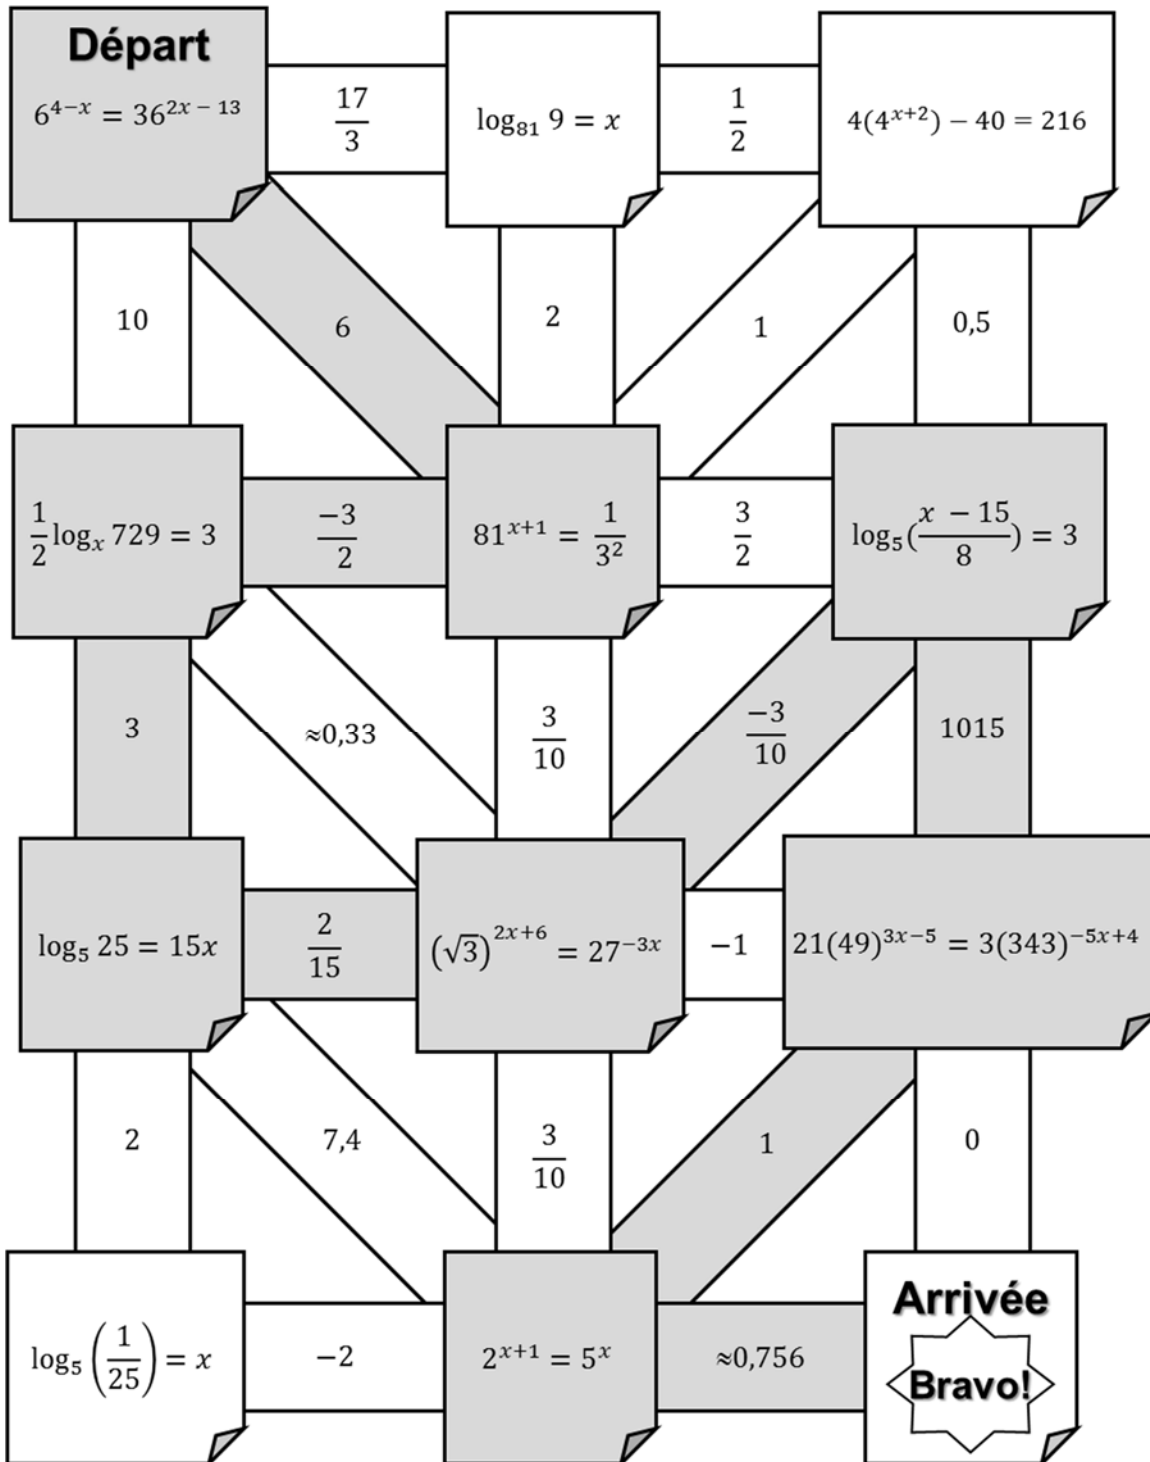 Départ
6^{4−x} = 36^{2x − 13}
17/3
log₈₁ 9 = x
1/2
4(4^{x+2}) − 40 = 216
10
6
2
1
0,5
1/2 logₓ 729 = 3
−3/2
81^{x+1} = 1/3²
3/2
log₅(x − 15/8) = 3
3
≈0,33
3/10
−3/10
1015
log₅ 25 = 15x
2/15
(√3)^{2x+6} = 27^{−3x}
−1
21(49)^{3x−5} = 3(343)^{−5x+4}
2
7,4
3/10
1
0
log₅ (1/25) = x
−2
2^{x+1} = 5^x
≈0,756
Arrivée
Bravo!